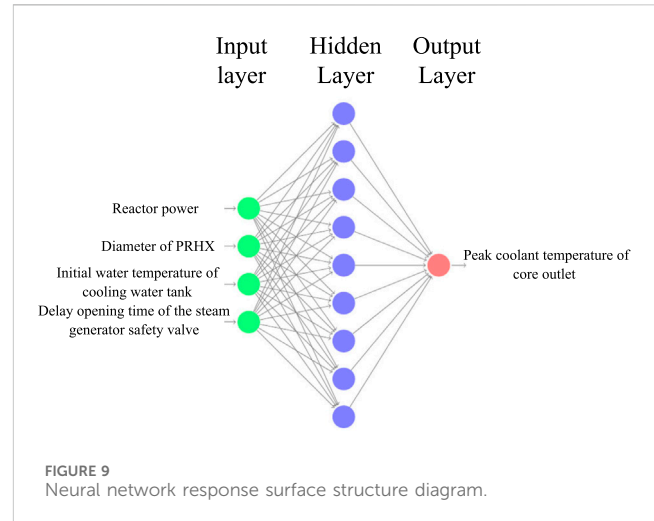 Input
layer
Hidden
Layer
Output
Layer
Reactor power
Diameter of PRHX
Initial water temperature of
cooling water tank
Delay opening time of the steam
generator safety valve
Peak coolant temperature of
core outlet
FIGURE 9
Neural network response surface structure diagram.